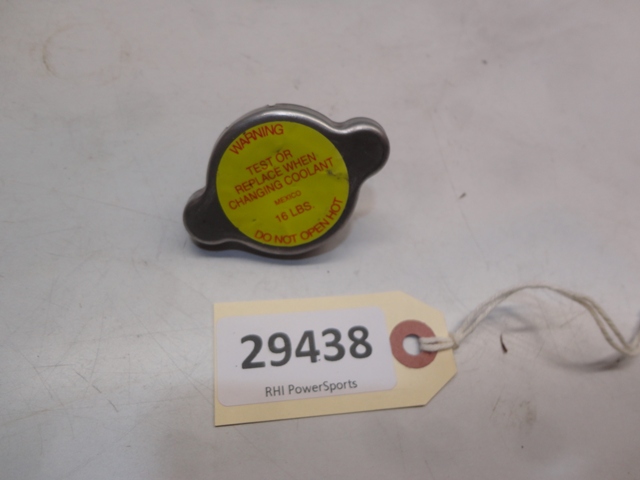 WARNING
TEST OR
REPLACE WHEN
CHANGING COOLANT
MEXICO
16 LBS.
DO NOT OPEN HOT
29438
RHI PowerSports